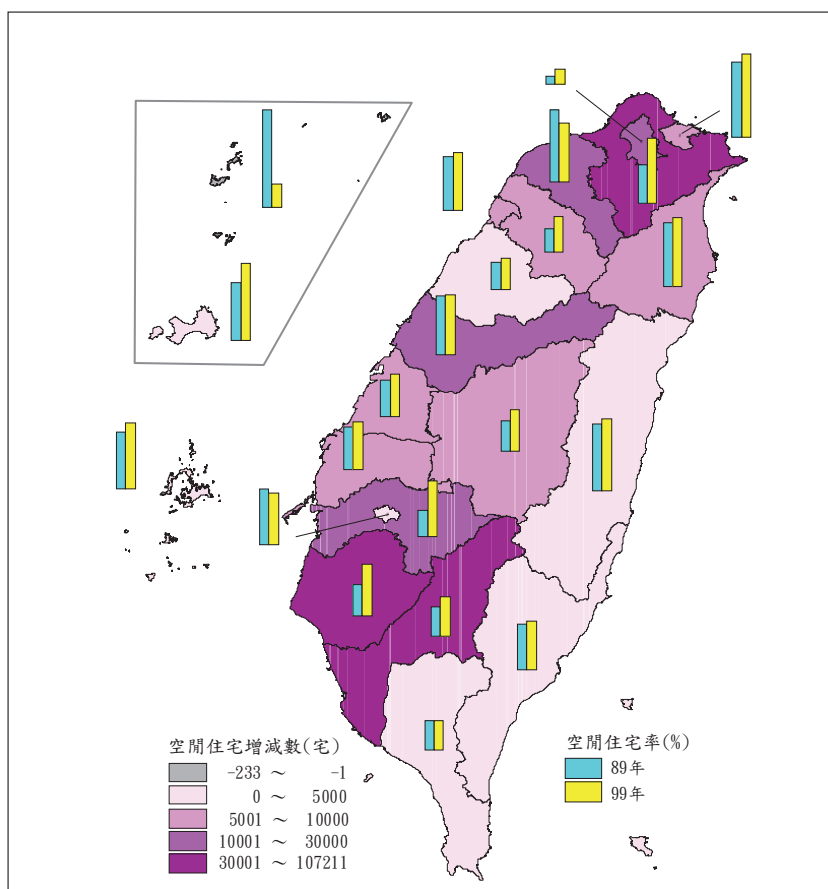 空閒住宅增減數(宅)
-233 ～ -1
0 ～ 5000
5001 ～ 10000
10001 ～ 30000
30001 ～ 107211
空閒住宅率(%)
89年
99年